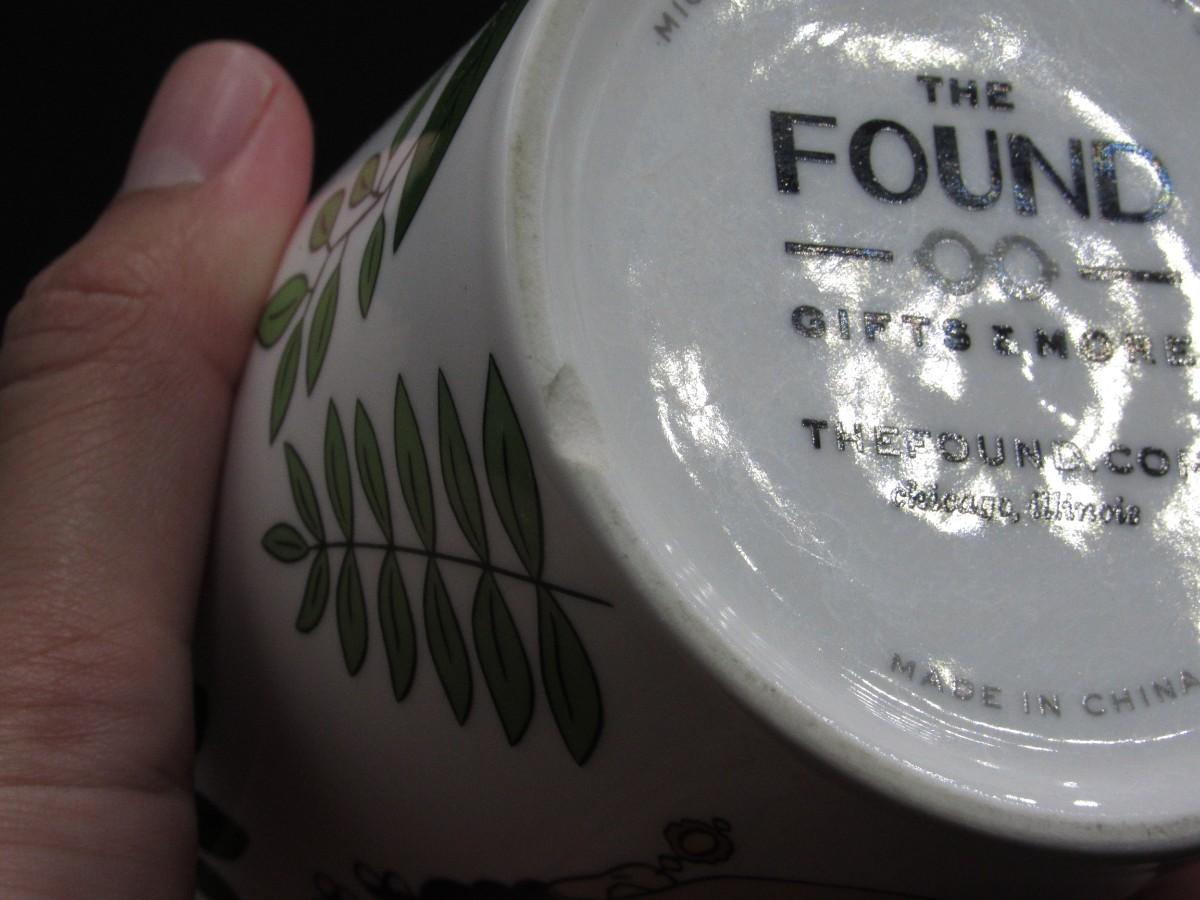 THE
FOUND
GIFTS & MORE
THEFOUND.COM
Chicago, Illinois
MADE IN CHINA